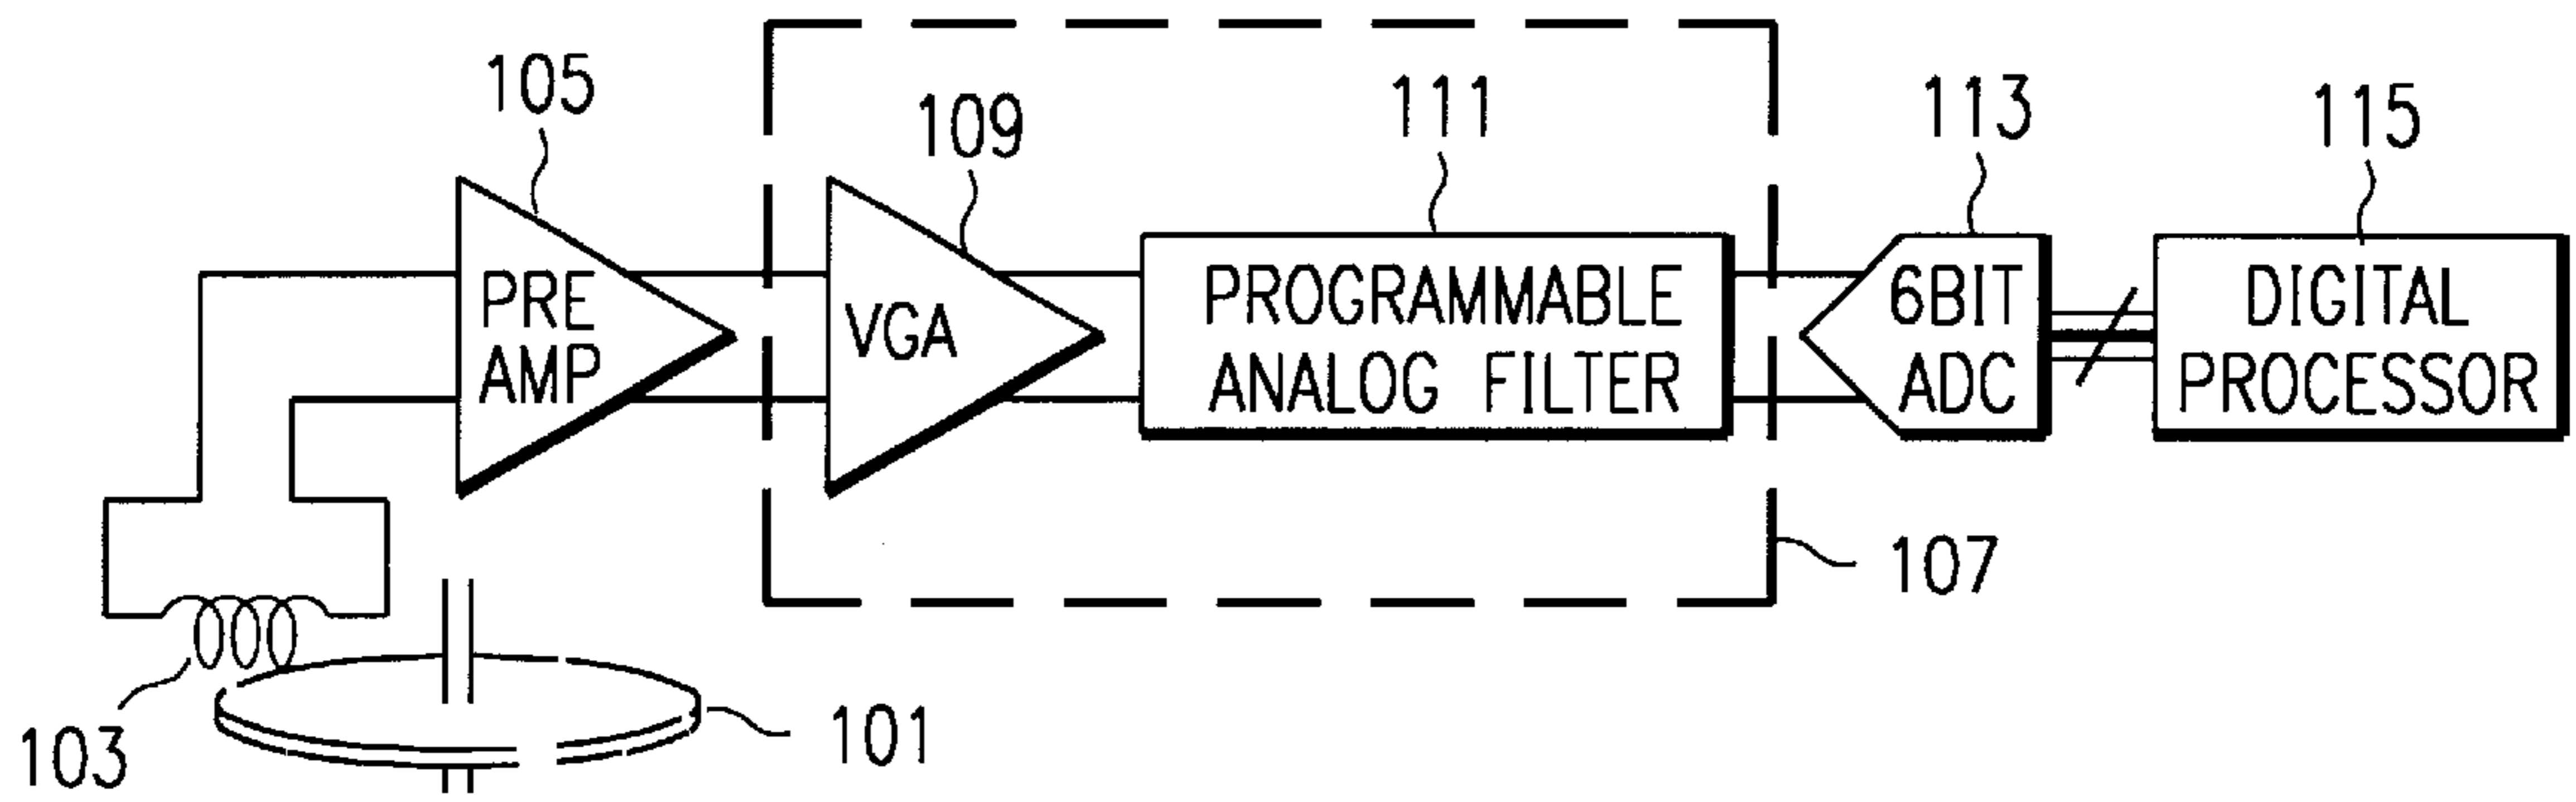 105
109
111
113
115
PRE
AMP
VGA
PROGRAMMABLE
ANALOG FILTER
6BIT
ADC
DIGITAL
PROCESSOR
107
103
101